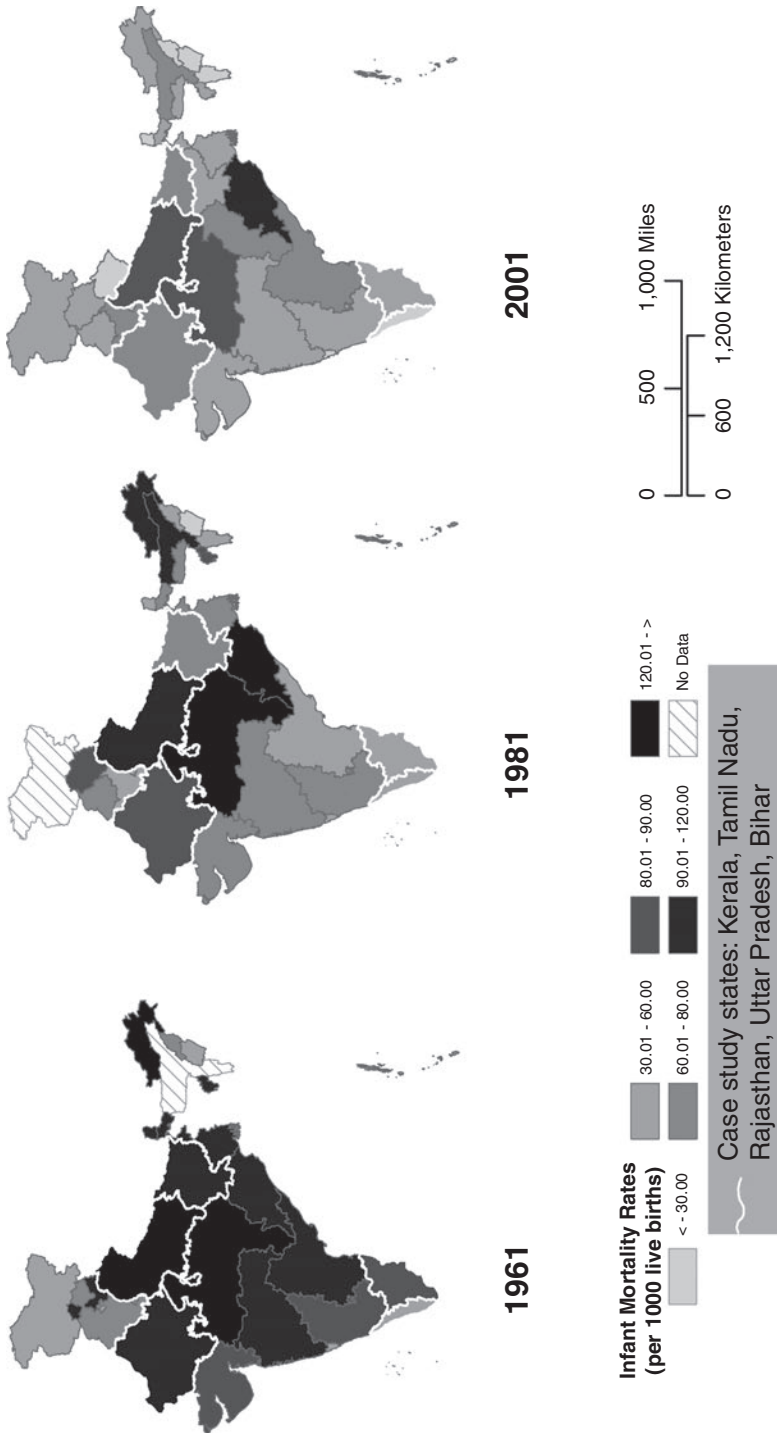 1961
1981
2001
Infant Mortality Rates
(per 1000 live births)
< - 30.00
30.01 - 60.00
60.01 - 80.00
80.01 - 90.00
90.01 - 120.00
120.01 - >
No Data
Case study states: Kerala, Tamil Nadu,
Rajasthan, Uttar Pradesh, Bihar
0 500 1,000 Miles
0 600 1,200 Kilometers